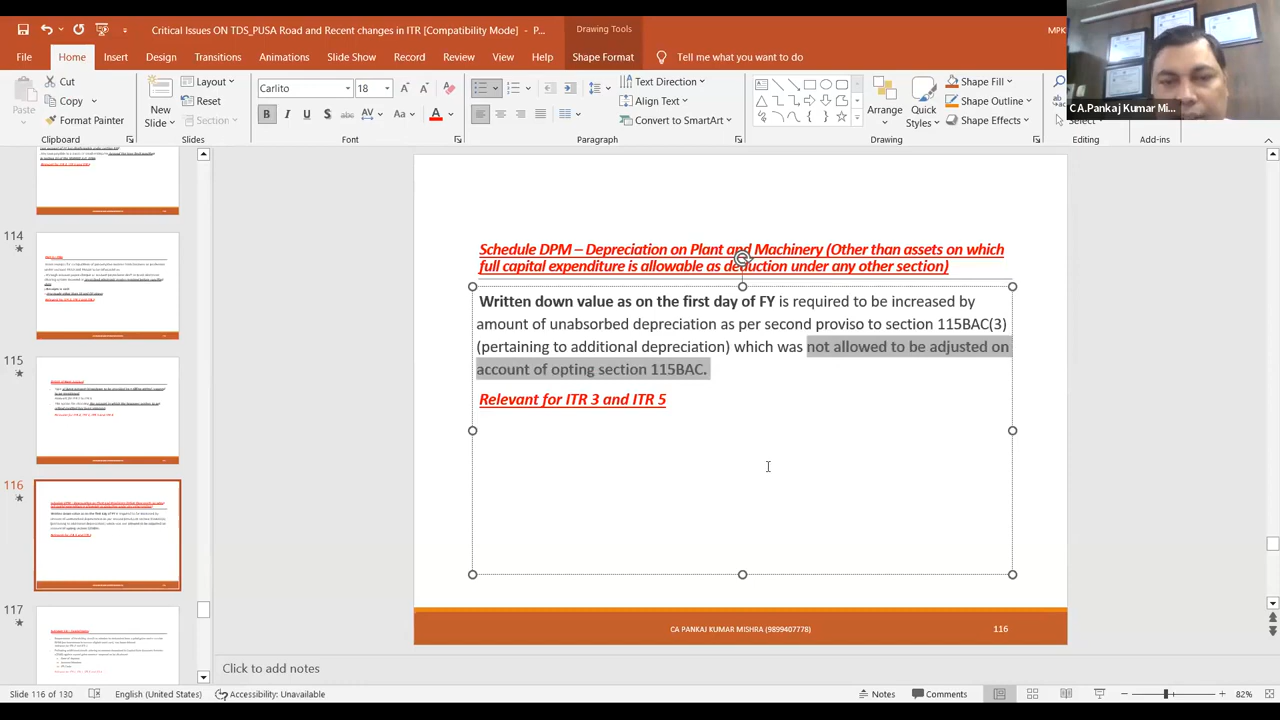 Critical Issues ON TDS_PUSA Road and Recent changes in ITR [Compatibility Mode] - P...
Drawing Tools
MPK
File Home Insert Design Transitions Animations Slide Show Record Review View Help Shape Format Tell me what you want to do
Paste
Cut
Copy
Format Painter
Clipboard
New Slide
Layout
Reset
Section
Slides
Carlito 18
B I U S ab AV Aa A
Font
Text Direction
Align Text
Convert to SmartArt
Paragraph
Arrange
Quick Styles
Shape Fill
Shape Outline
Shape Effects
Drawing
Select
Editing
Add-ins
CA.Pankaj Kumar Mi...
114
115
116
117
Schedule DPM – Depreciation on Plant and Machinery (Other than assets on which
full capital expenditure is allowable as deduction under any other section)
Written down value as on the first day of FY is required to be increased by
amount of unabsorbed depreciation as per second proviso to section 115BAC(3)
(pertaining to additional depreciation) which was not allowed to be adjusted on
account of opting section 115BAC.
Relevant for ITR 3 and ITR 5
CA PANKAJ KUMAR MISHRA (9899407778)
116
Click to add notes
Slide 116 of 130 English (United States) Accessibility: Unavailable Notes Comments 82%